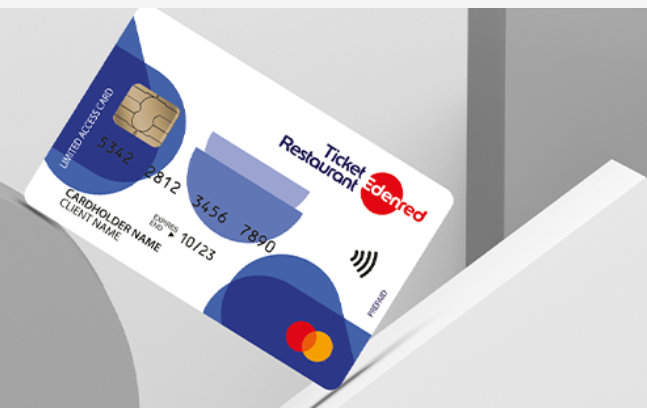 LIMITED ACCESS CARD
Ticket
Restaurant
Edenred
5342 2812 3456 7890
EXPIRES
END ▶ 10/23
CARDHOLDER NAME
CLIENT NAME
PREPAID